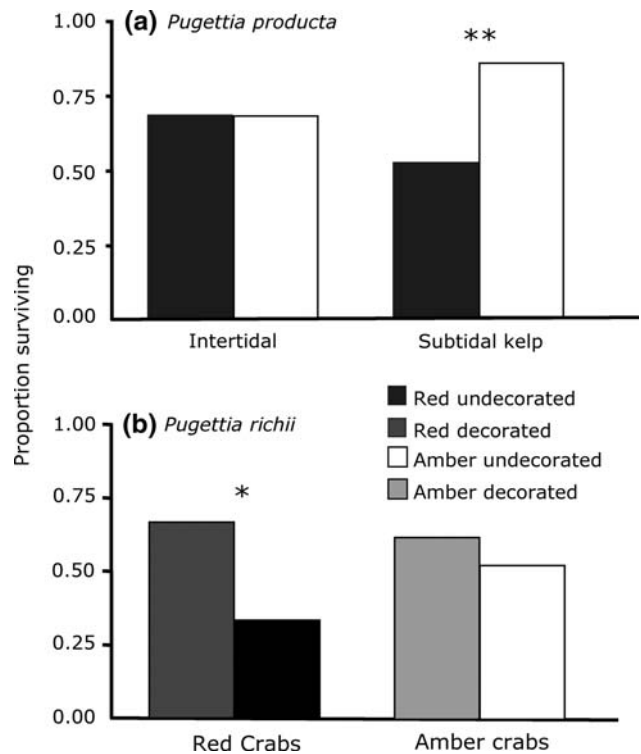 Proportion surviving
(a) Pugettia producta
1.00
0.75
0.50
0.25
0.00
**
Intertidal Subtidal kelp
Red undecorated
Red decorated
Amber undecorated
Amber decorated
(b) Pugettia richii
1.00
0.75
0.50
0.25
0.00
*
Red Crabs Amber crabs